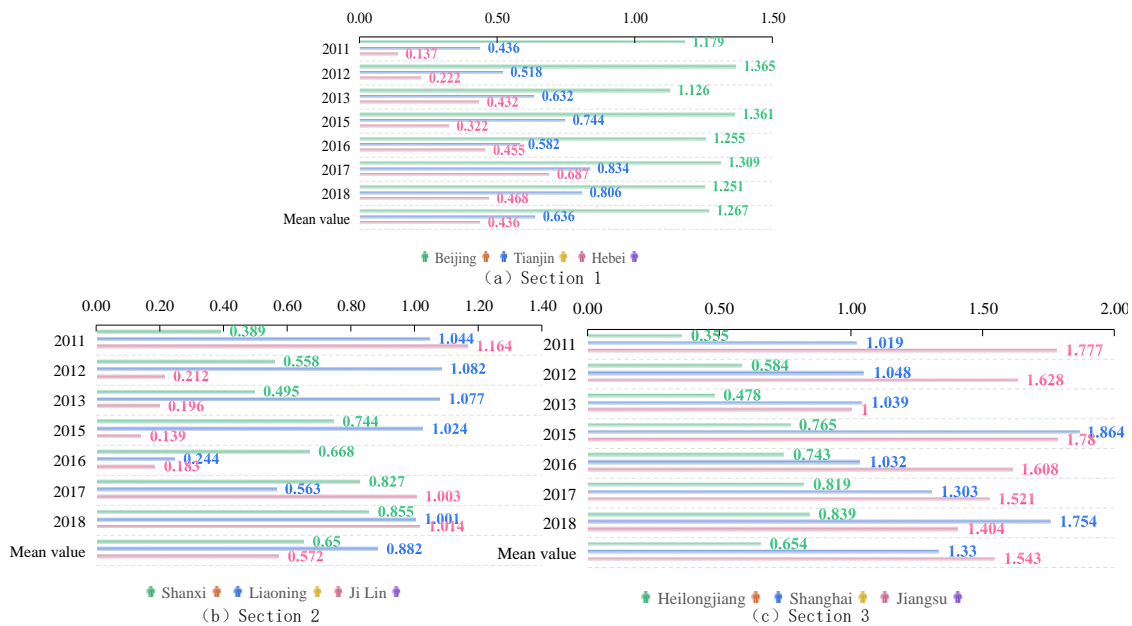 0.00 0.50 1.00 1.50
2011 1.179 0.436 0.137
2012 1.365 0.518 0.222
2013 1.126 0.632 0.432
2015 1.361 0.744 0.322
2016 1.255 0.582 0.455
2017 1.309 0.834 0.687
2018 1.251 0.806 0.468
Mean value 1.267 0.636 0.436
Beijing Tianjin Hebei
(a) Section 1
0.00 0.20 0.40 0.60 0.80 1.00 1.20 1.40
2011 0.389 1.044 1.164
2012 0.558 1.082 0.212
2013 0.495 1.077 0.196
2015 0.744 1.024 0.139
2016 0.668 0.244 0.183
2017 0.827 0.563 1.003
2018 0.855 1.001 1.014
Mean value 0.65 0.882 0.572
Shanxi Liaoning Ji Lin
(b) Section 2
0.00 0.50 1.00 1.50 2.00
2011 0.355 1.019 1.777
2012 0.584 1.048 1.628
2013 0.478 1.039 1
2015 0.765 1.864 1.78
2016 0.743 1.032 1.608
2017 0.819 1.303 1.521
2018 0.839 1.754 1.404
Mean value 0.654 1.33 1.543
Heilongjiang Shanghai Jiangsu
(c) Section 3